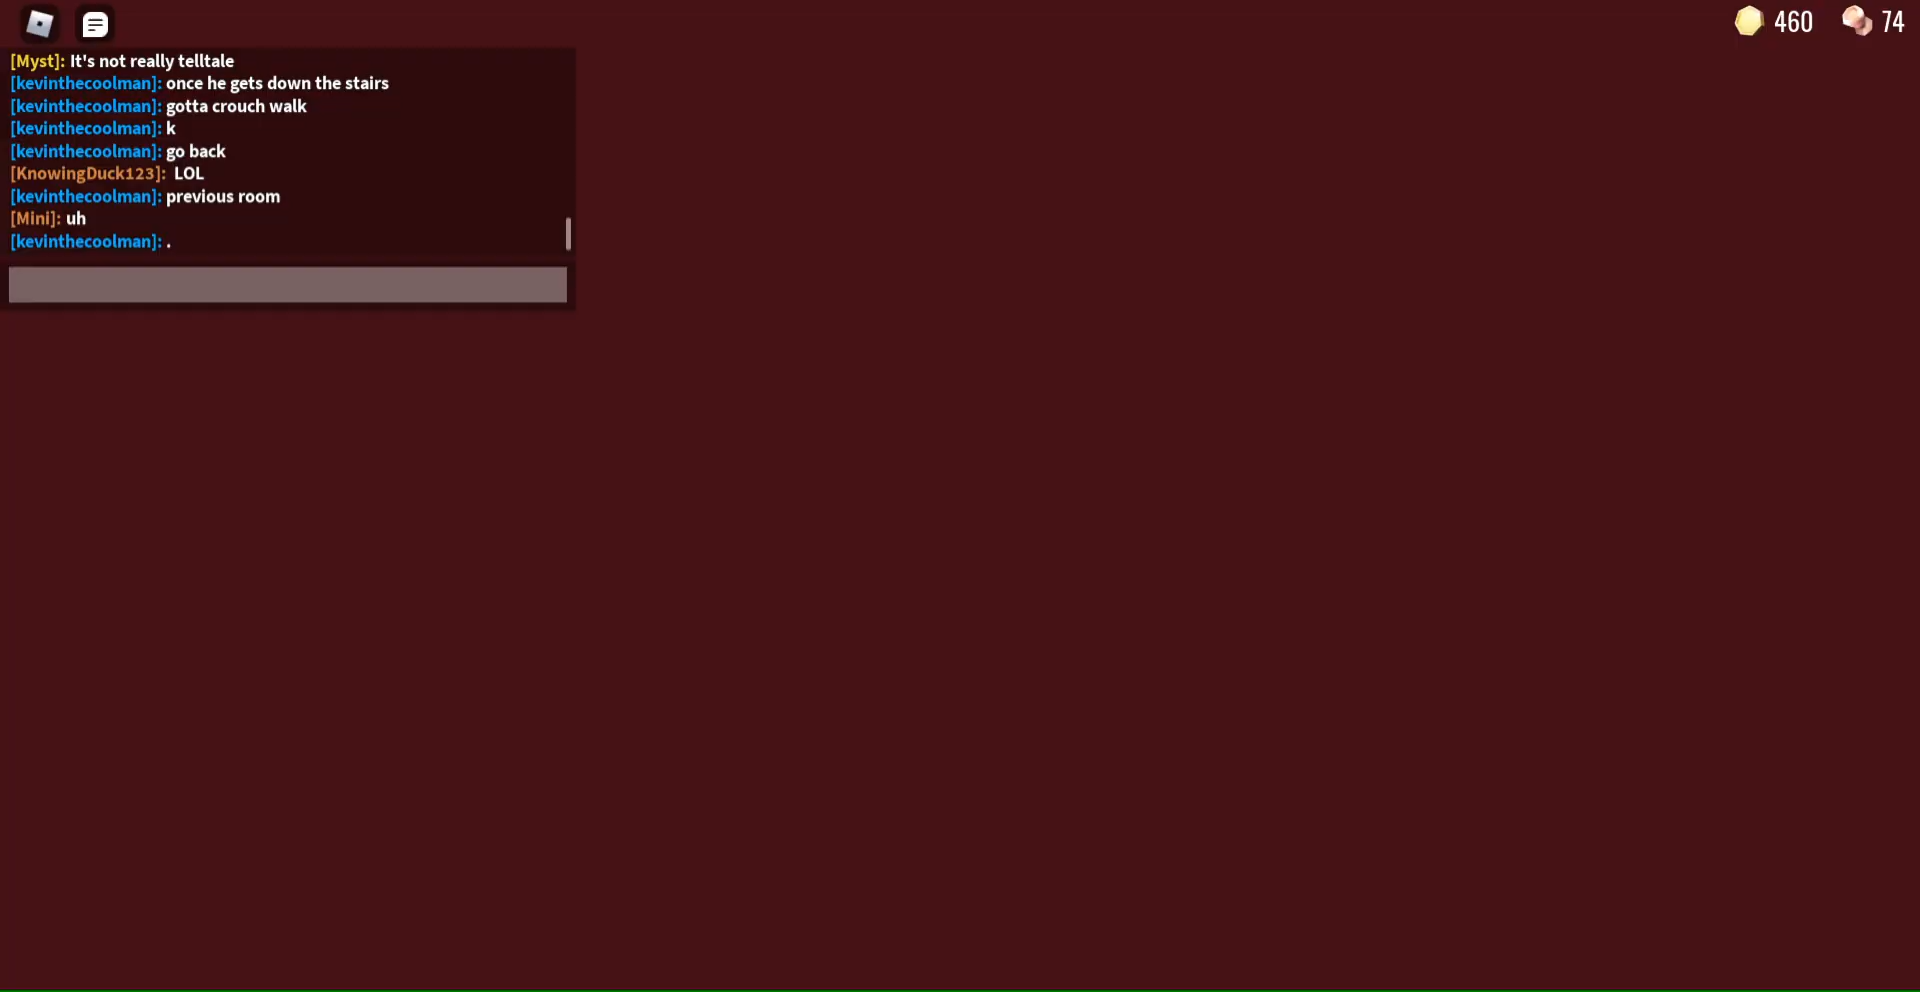 460 74
[Myst]: It's not really telltale
[kevinthecoolman]: once he gets down the stairs
[kevinthecoolman]: gotta crouch walk
[kevinthecoolman]: k
[kevinthecoolman]: go back
[KnowingDuck123]: LOL
[kevinthecoolman]: previous room
[Mini]: uh
[kevinthecoolman]: .